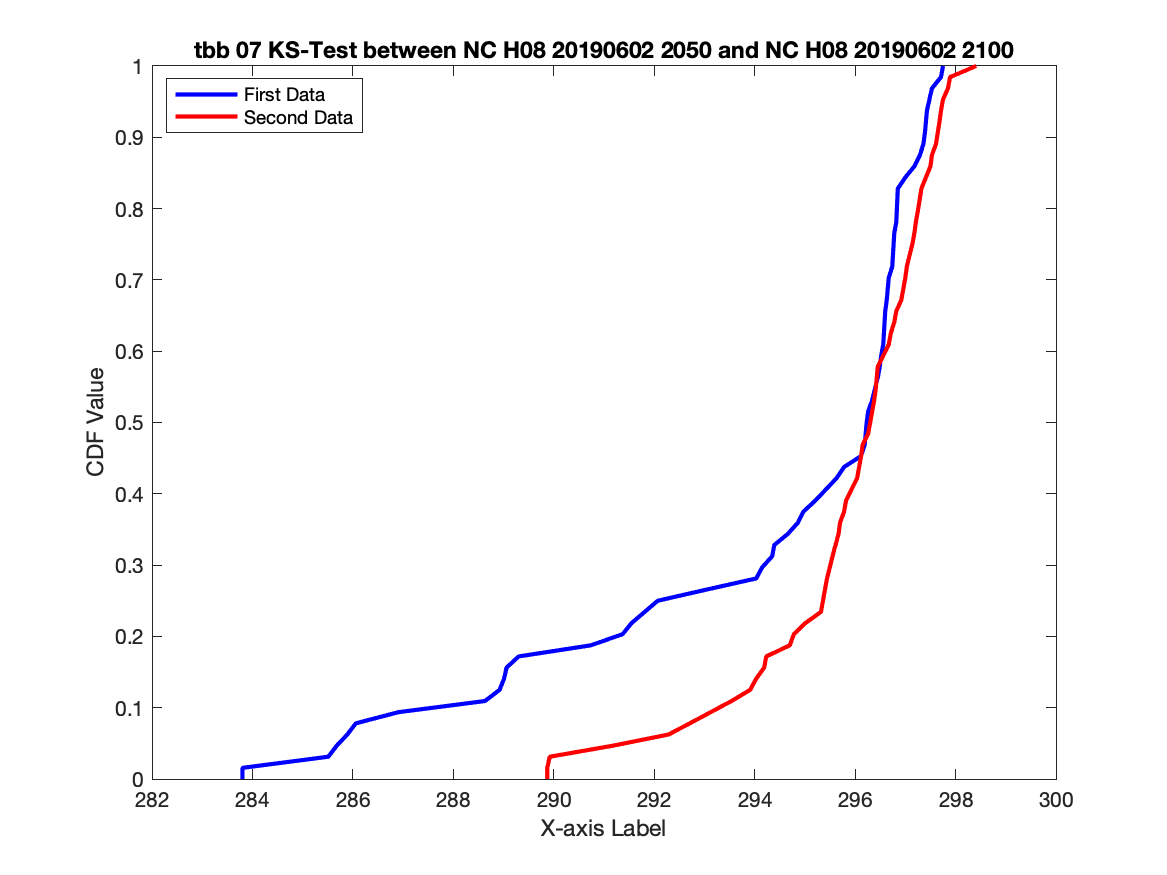 tbb 07 KS-Test between NC H08 20190602 2050 and NC H08 20190602 2100
First Data
Second Data
1
0.9
0.8
0.7
0.6
0.5
0.4
0.3
0.2
0.1
0
CDF Value
282 284 286 288 290 292 294 296 298 300
X-axis Label